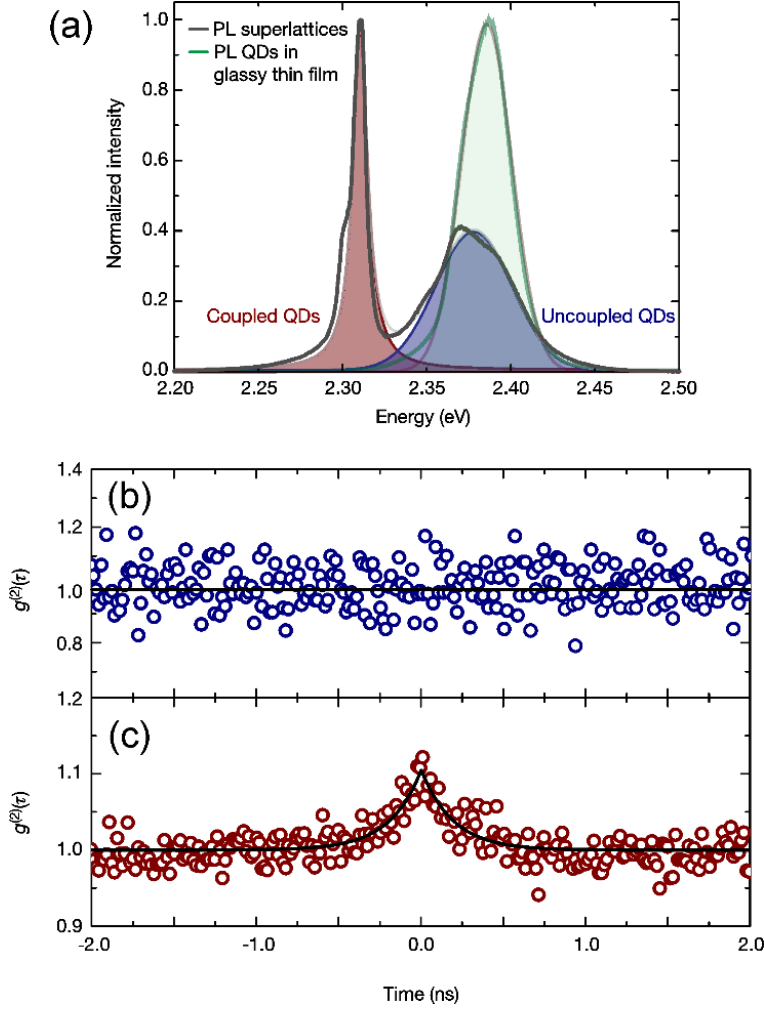 (a)
PL superlattices
PL QDs in
glassy thin film
Normalized intensity
1.0
0.8
0.6
0.4
0.2
0.0
Coupled QDs
Uncoupled QDs
2.20 2.25 2.30 2.35 2.40 2.45 2.50
Energy (eV)
(b)
g(2)(τ)
1.4
1.2
1.0
0.8
(c)
g(2)(τ)
1.2
1.1
1.0
0.9
-2.0 -1.0 0.0 1.0 2.0
Time (ns)